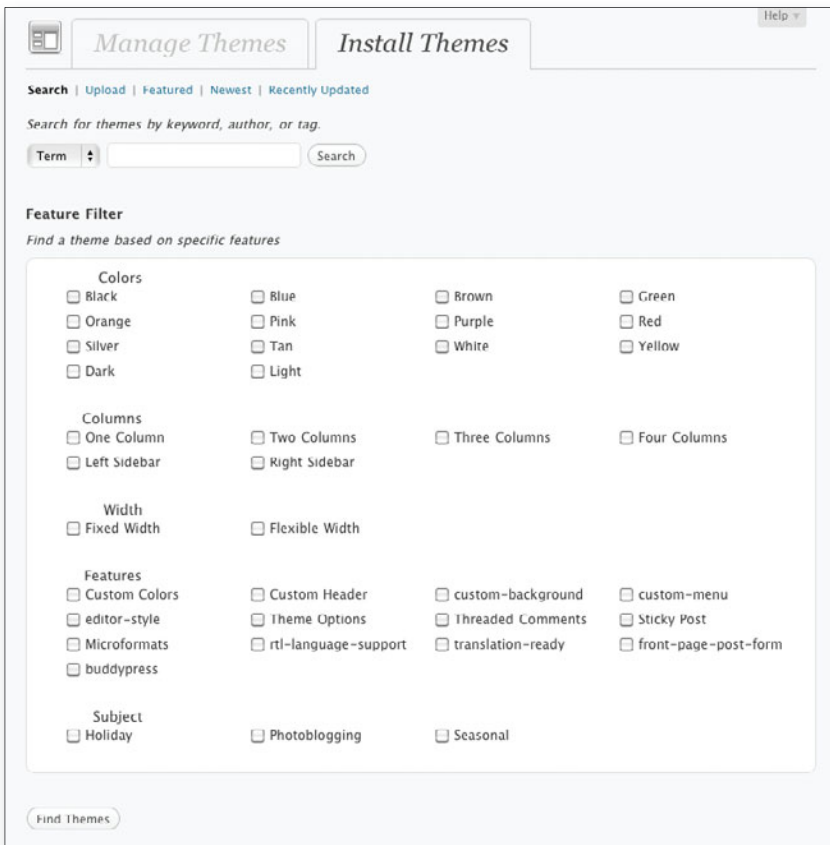 Help
Manage Themes Install Themes
Search | Upload | Featured | Newest | Recently Updated
Search for themes by keyword, author, or tag.
Term Search
Feature Filter
Find a theme based on specific features
Colors
Black Blue Brown Green
Orange Pink Purple Red
Silver Tan White Yellow
Dark Light
Columns
One Column Two Columns Three Columns Four Columns
Left Sidebar Right Sidebar
Width
Fixed Width Flexible Width
Features
Custom Colors Custom Header custom-background custom-menu
editor-style Theme Options Threaded Comments Sticky Post
Microformats rtl-language-support translation-ready front-page-post-form
buddypress
Subject
Holiday Photoblogging Seasonal
Find Themes